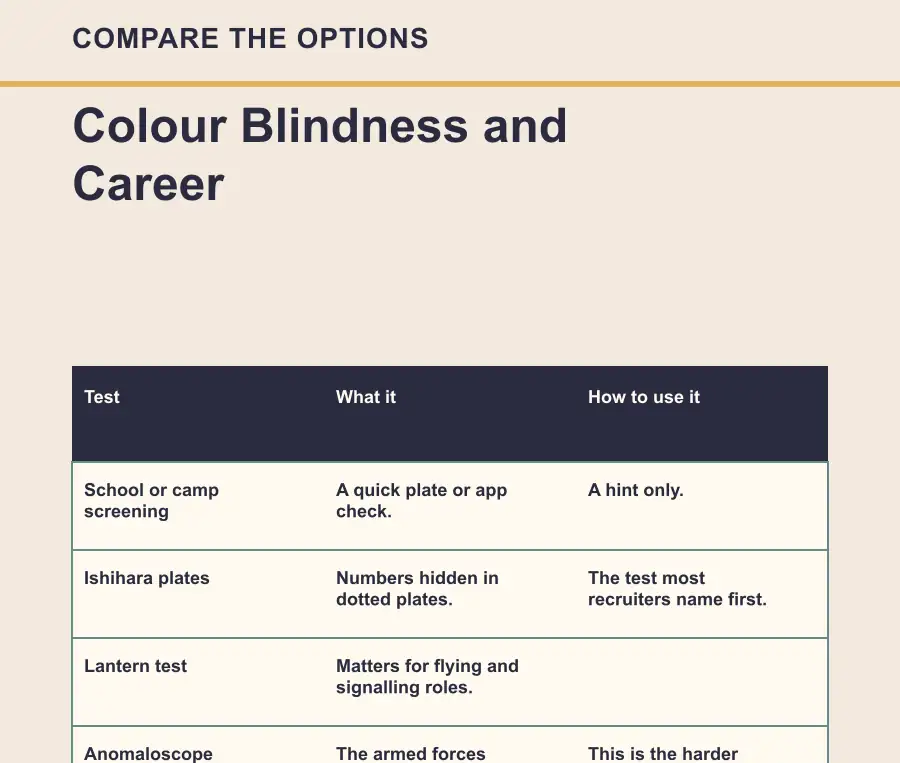 COMPARE THE OPTIONS
Colour Blindness and
Career
Test
What it
How to use it
School or camp
screening
A quick plate or app
check.
A hint only.
Ishihara plates
Numbers hidden in
dotted plates.
The test most
recruiters name first.
Lantern test
Matters for flying and
signalling roles.
Anomaloscope
The armed forces
This is the harder